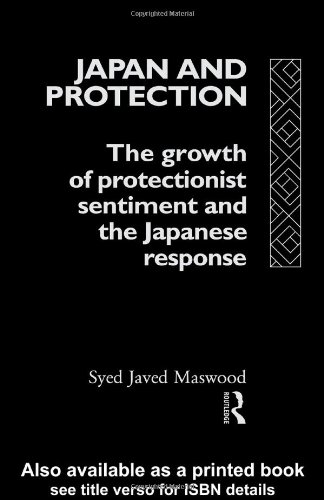 JAPAN AND
PROTECTION
The growth
of protectionist
sentiment and
the Japanese
response
Syed Javed Maswood
R
ROUTLEDGE
Also available as a printed book
see title verso for ISBN details